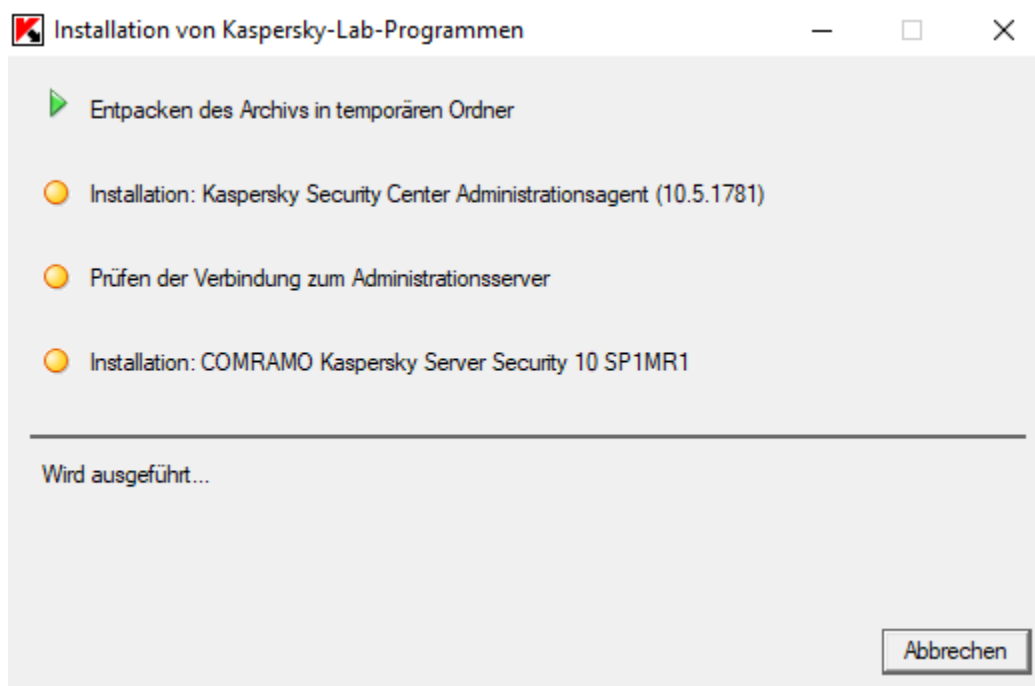 Installation von Kaspersky-Lab-Programmen
Entpacken des Archivs in temporären Ordner
Installation: Kaspersky Security Center Administrationsagent (10.5.1781)
Prüfen der Verbindung zum Administrationsserver
Installation: COMRAMO Kaspersky Server Security 10 SP1MR1
Wird ausgeführt...
Abbrechen